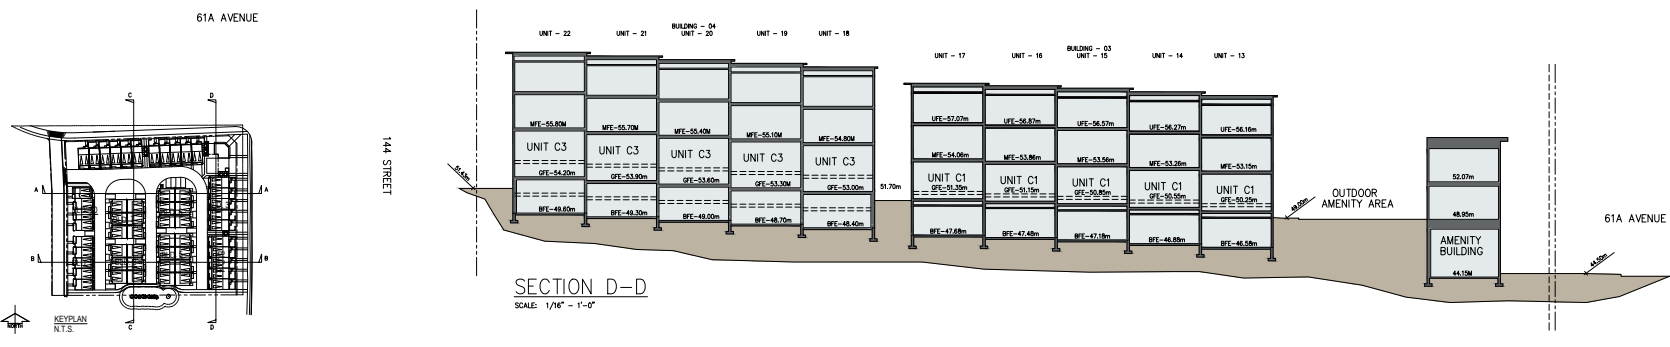 61A AVENUE
C
D
A
A
B
B
C
D
NORTH
KEYPLAN
N.T.S.
144 STREET
51.43m
UNIT - 22
UNIT - 21
BUILDING - 04
UNIT - 20
UNIT - 19
UNIT - 18
MFE-55.80M
MFE-55.70M
MFE-55.40M
MFE-55.10M
MFE-54.80M
UNIT C3
UNIT C3
UNIT C3
UNIT C3
UNIT C3
GFE-54.20m
GFE-53.90m
GFE-53.60m
GFE-53.30M
GFE-53.00m
BFE-49.60m
BFE-49.30m
BFE-49.00m
BFE-48.70m
BFE-48.40m
51.70m
UNIT - 17
UNIT - 16
BUILDING - 03
UNIT - 15
UNIT - 14
UNIT - 13
UFE-57.07m
UFE-56.87m
UFE-56.57m
UFE-56.27m
UFE-56.16m
MFE-54.06m
MFE-53.86m
MFE-53.56m
MFE-53.26m
MFE-53.15m
UNIT C1
UNIT C1
UNIT C1
UNIT C1
UNIT C1
GFE-51.35m
GFE-51.15m
GFE-50.85m
GFE-50.55m
GFE-50.25m
BFE-47.68m
BFE-47.48m
BFE-47.18m
BFE-46.88m
BFE-46.58m
49.00m
OUTDOOR
AMENITY AREA
52.07m
48.95m
AMENITY
BUILDING
44.15M
44.50m
61A AVENUE
SECTION D-D
SCALE: 1/16" - 1'-0"